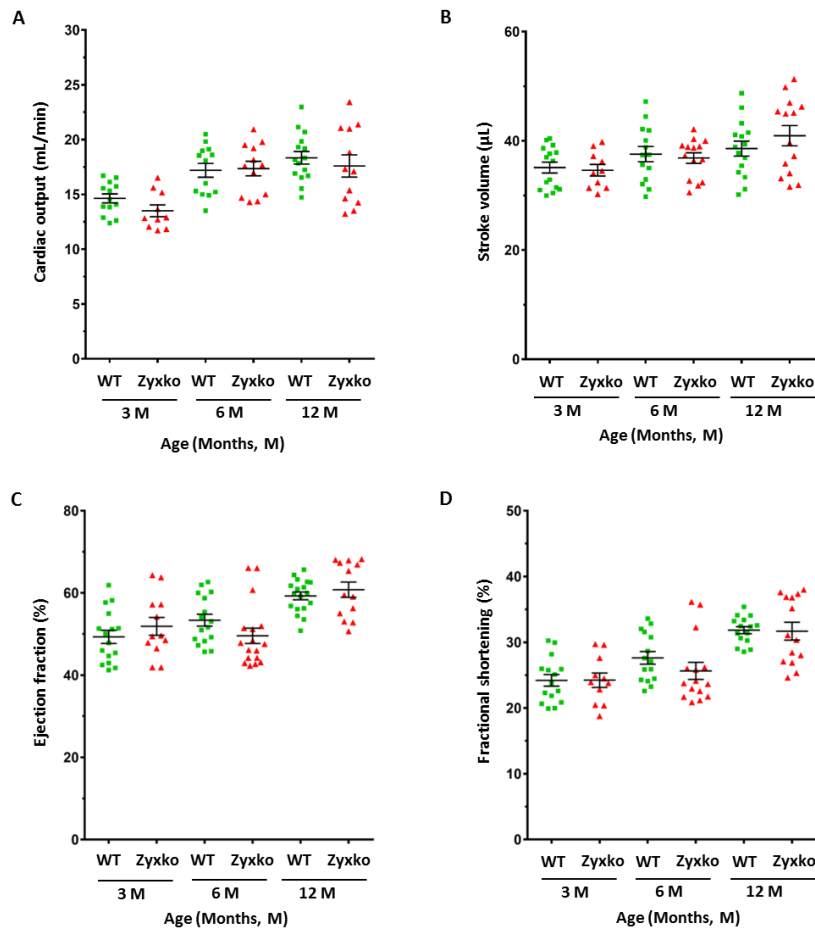 A
Cardiac output (mL/min)
30
25
20
15
10
5
0
WT Zyxko WT Zyxko WT Zyxko
3 M 6 M 12 M
Age (Months, M)
B
Stroke volume (µL)
60
40
20
0
WT Zyxko WT Zyxko WT Zyxko
3 M 6 M 12 M
Age (Months, M)
C
Ejection fraction (%)
80
60
40
20
0
WT Zyxko WT Zyxko WT Zyxko
3 M 6 M 12 M
Age (Months, M)
D
Fractional shortening (%)
50
40
30
20
10
0
WT Zyxko WT Zyxko WT Zyxko
3 M 6 M 12 M
Age (Months, M)